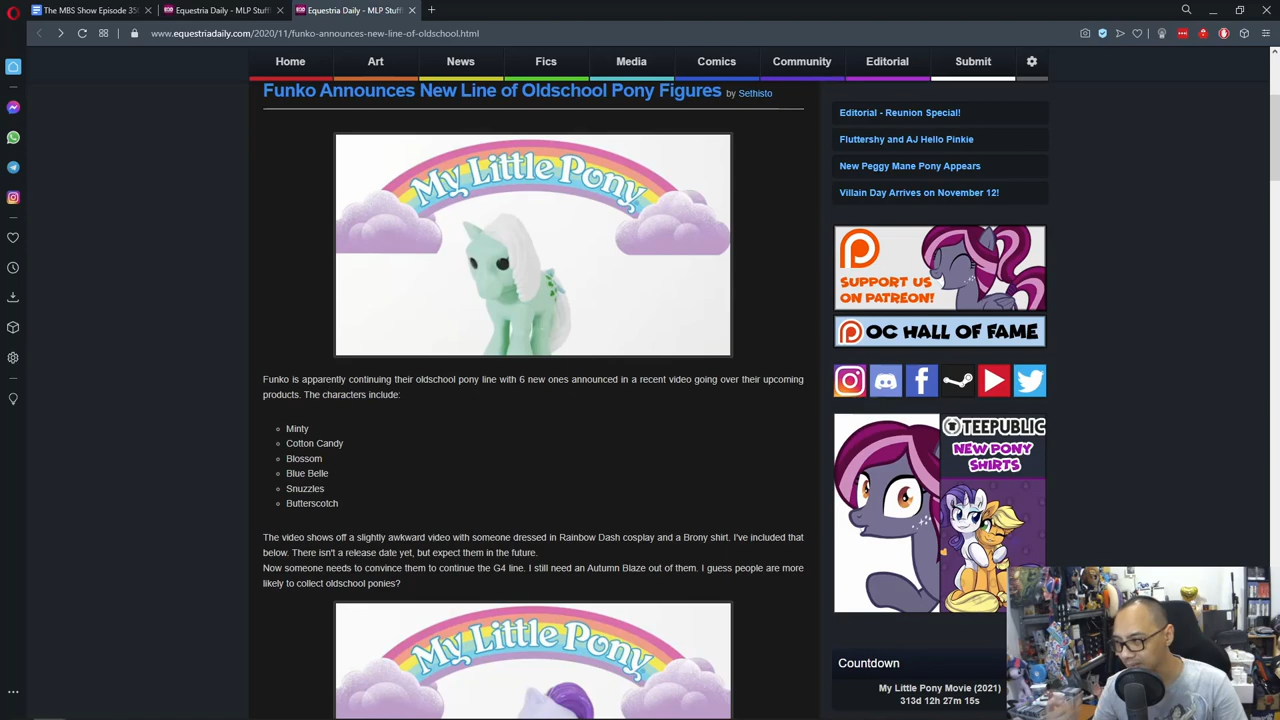 The MBS Show Episode 350
Equestria Daily - MLP Stuff!
Equestria Daily - MLP Stuff!
www.equestriadaily.com/2020/11/funko-announces-new-line-of-oldschool.html
Home Art News Fics Media Comics Community Editorial Submit
Funko Announces New Line of Oldschool Pony Figures by Sethisto
My Little Pony
Funko is apparently continuing their oldschool pony line with 6 new ones announced in a recent video going over their upcoming
products. The characters include:
Minty
Cotton Candy
Blossom
Blue Belle
Snuzzles
Butterscotch
The video shows off a slightly awkward video with someone dressed in Rainbow Dash cosplay and a Brony shirt. I've included that
below. There isn't a release date yet, but expect them in the future.
Now someone needs to convince them to continue the G4 line. I still need an Autumn Blaze out of them. I guess people are more
likely to collect oldschool ponies?
My Little Pony
Editorial - Reunion Special!
Fluttershy and AJ Hello Pinkie
New Peggy Mane Pony Appears
Villain Day Arrives on November 12!
SUPPORT US
ON PATREON!
OC HALL OF FAME
TEEPUBLIC
NEW PONY
SHIRTS
Countdown
My Little Pony Movie (2021)
313d 12h 27m 15s